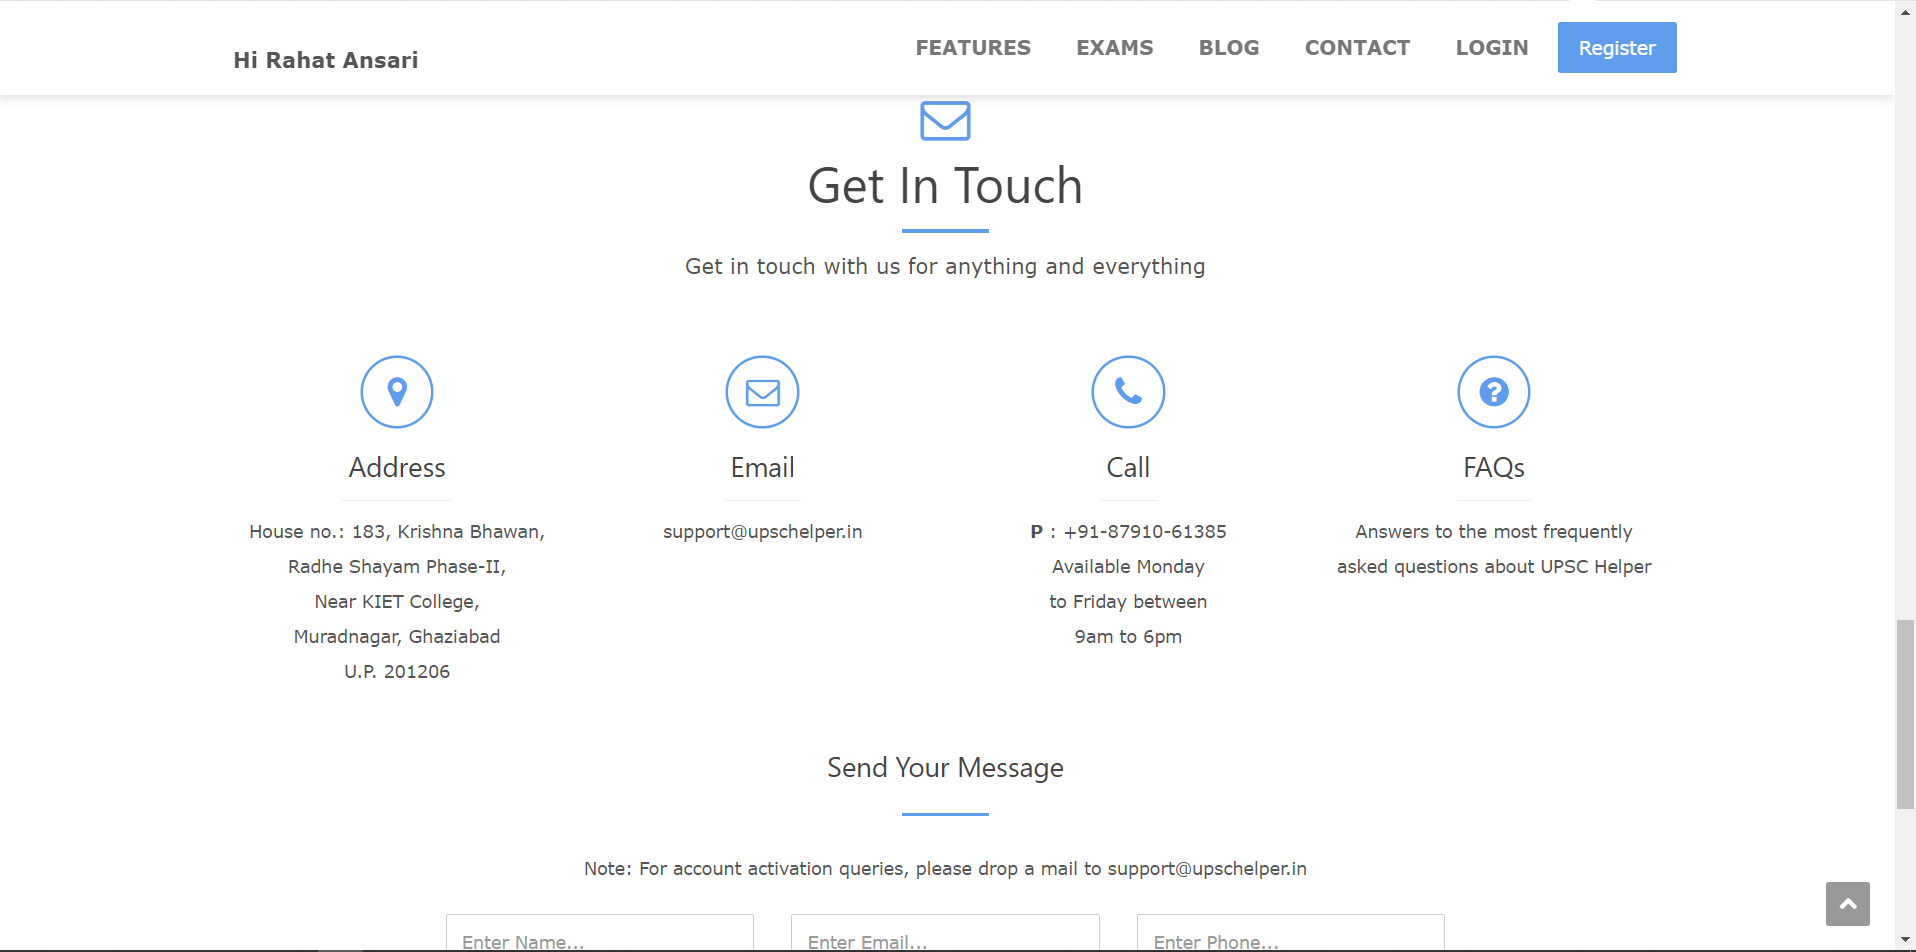 Hi Rahat Ansari
FEATURES
EXAMS
BLOG
CONTACT
LOGIN
Register
Get In Touch
Get in touch with us for anything and everything
Address
House no.: 183, Krishna Bhawan,
Radhe Shayam Phase-II,
Near KIET College,
Muradnagar, Ghaziabad
U.P. 201206
Email
support@upschelper.in
Call
P : +91-87910-61385
Available Monday
to Friday between
9am to 6pm
FAQs
Answers to the most frequently
asked questions about UPSC Helper
Send Your Message
Note: For account activation queries, please drop a mail to support@upschelper.in
Enter Name...
Enter Email...
Enter Phone...